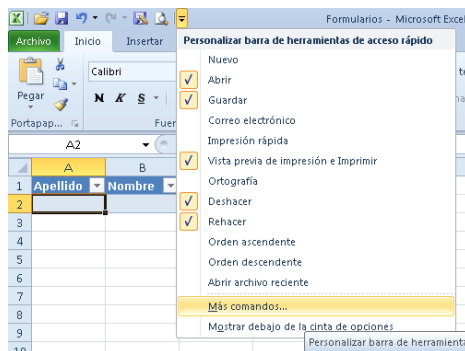 Formularios - Microsoft Excel
Archivo Inicio Insertar
Personalizar barra de herramientas de acceso rápido
Nuevo
Abrir
Guardar
Correo electrónico
Impresión rápida
Vista previa de impresión e Imprimir
Ortografía
Deshacer
Rehacer
Orden ascendente
Orden descendente
Abrir archivo reciente
Más comandos...
Mostrar debajo de la cinta de opciones
Personalizar barra de herramienta
Calibri
Pegar
N K S
Portapap... Fuer
A2
A B
1 Apellido Nombre
2
3
4
5
6
7
8
9
10